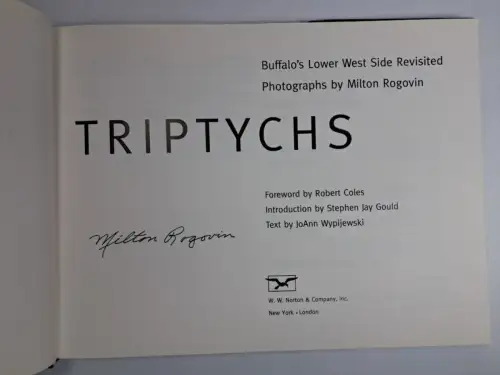 Buffalo's Lower West Side Revisited
Photographs by Milton Rogovin
TRIPTYCHS
Foreword by Robert Coles
Introduction by Stephen Jay Gould
Text by JoAnn Wypijewski
Milton Rogovin
W. W. Norton & Company, Inc.
New York • London